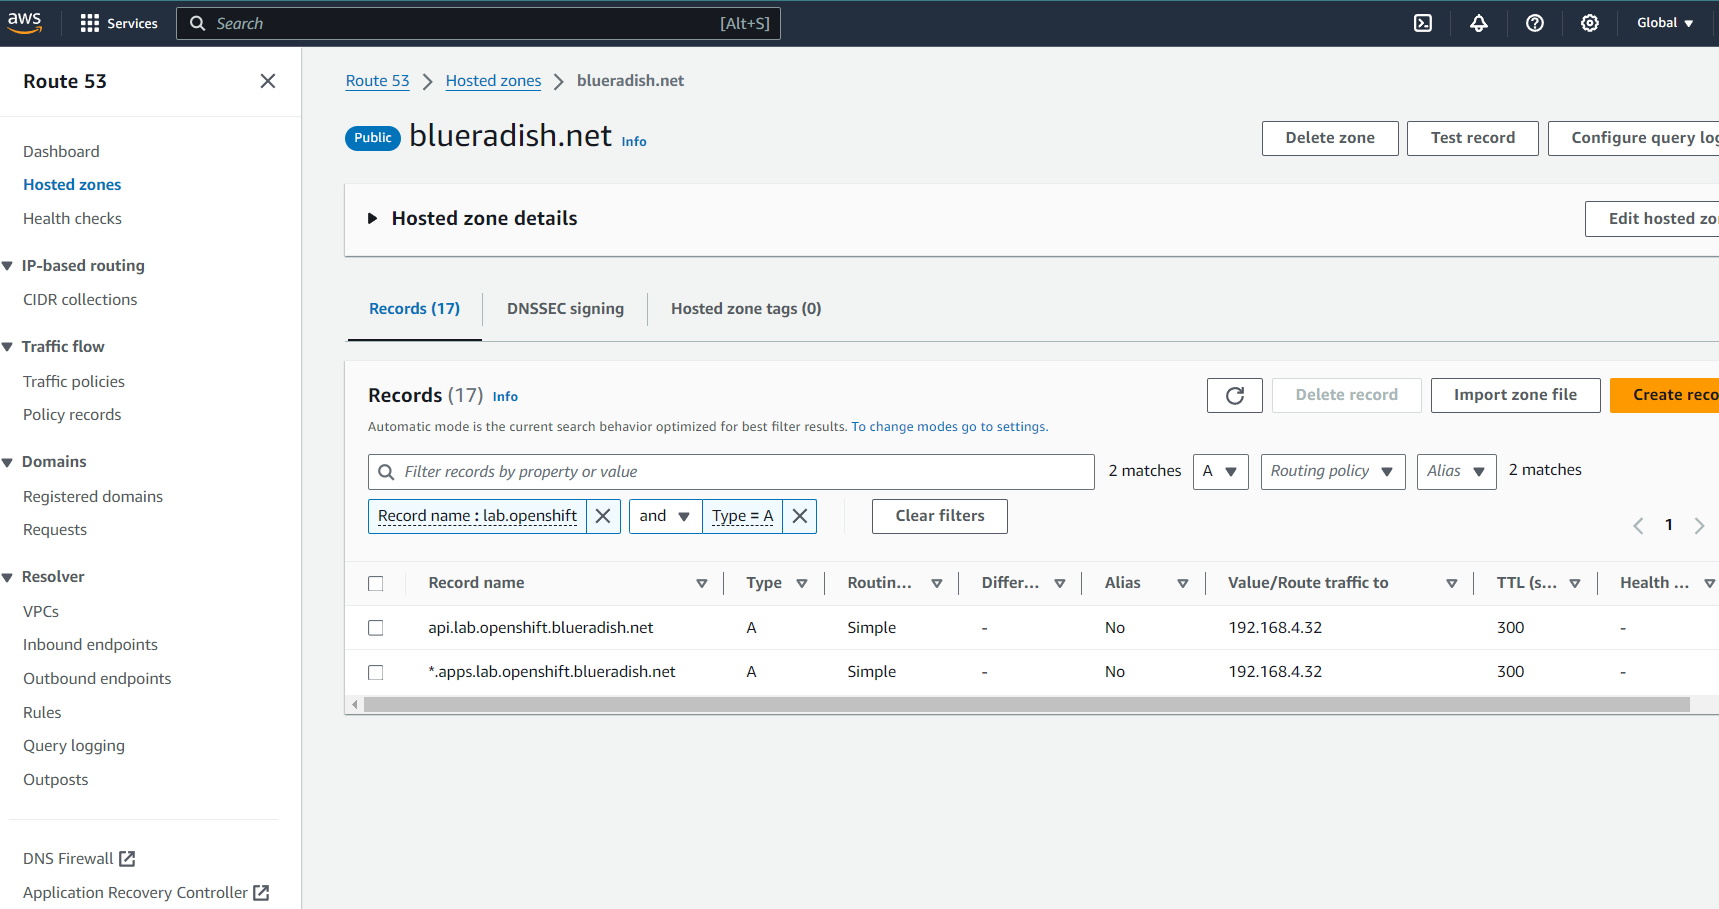 aws
Services
Search
[Alt+S]
Global
Route 53
Dashboard
Hosted zones
Health checks
IP-based routing
CIDR collections
Traffic flow
Traffic policies
Policy records
Domains
Registered domains
Requests
Resolver
VPCs
Inbound endpoints
Outbound endpoints
Rules
Query logging
Outposts
DNS Firewall
Application Recovery Controller
Route 53 Hosted zones blueradish.net
Public blueradish.net Info
Delete zone Test record Configure query log
Hosted zone details
Edit hosted zo
Records (17) DNSSEC signing Hosted zone tags (0)
Records (17) Info
Delete record Import zone file Create reco
Automatic mode is the current search behavior optimized for best filter results. To change modes go to settings.
Filter records by property or value 2 matches A Routing policy Alias 2 matches
Record name : lab.openshift and Type = A Clear filters
1
Record name Type Routin... Differ... Alias Value/Route traffic to TTL (s... Health ...
api.lab.openshift.blueradish.net A Simple - No 192.168.4.32 300 -
*.apps.lab.openshift.blueradish.net A Simple - No 192.168.4.32 300 -